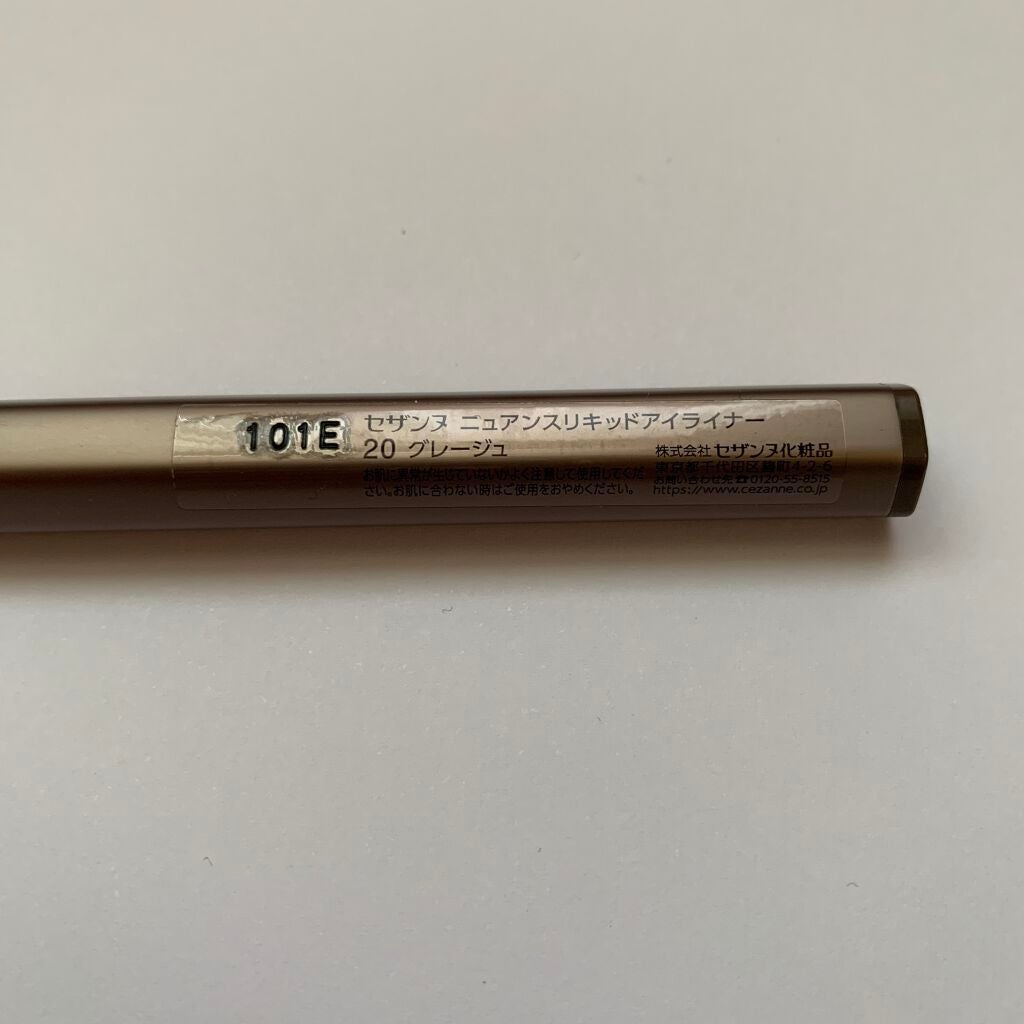 101E
セザンヌ ニュアンスリキッドアイライナー
20 グレージュ
お肌に異常が生じていないかよく注意して使用してくだ
さい。お肌に合わない時はご使用をおやめください。
株式会社 セザンヌ化粧品
東京都千代田区麹町4-2-6
お問い合わせ先☎0120-55-8515
https://www.cezanne.co.jp